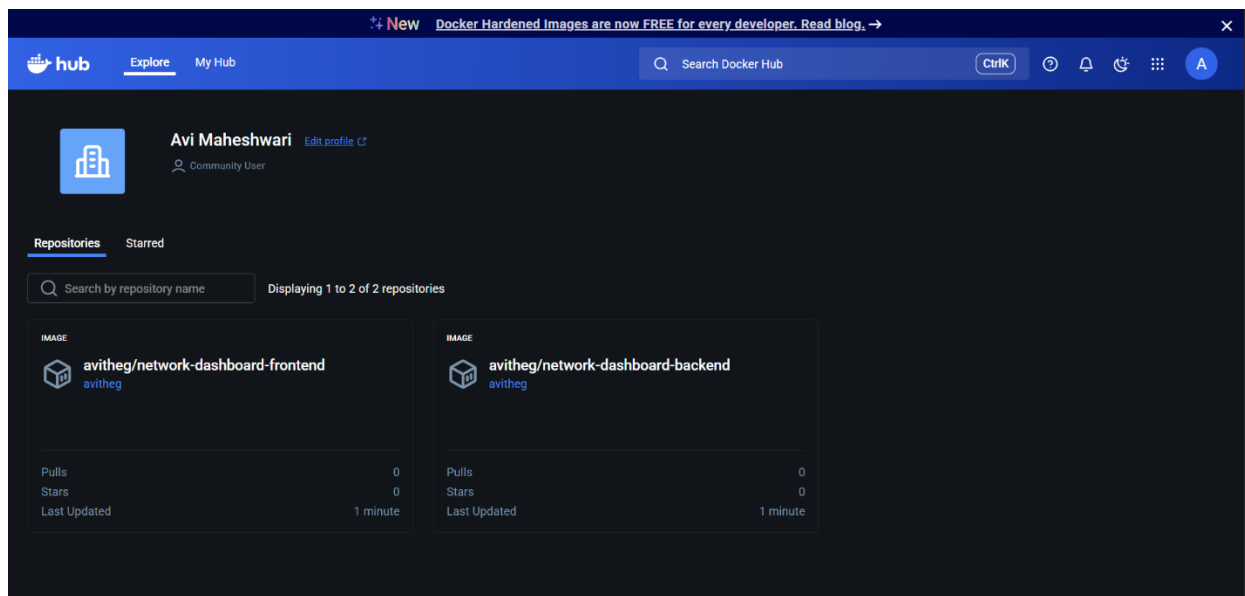 New Docker Hardened Images are now FREE for every developer. Read blog. →
hub Explore My Hub Search Docker Hub CtrlK A
Avi Maheshwari Edit profile
Community User
Repositories Starred
Search by repository name Displaying 1 to 2 of 2 repositories
IMAGE
avitheg/network-dashboard-frontend
avitheg
Pulls 0
Stars 0
Last Updated 1 minute
IMAGE
avitheg/network-dashboard-backend
avitheg
Pulls 0
Stars 0
Last Updated 1 minute